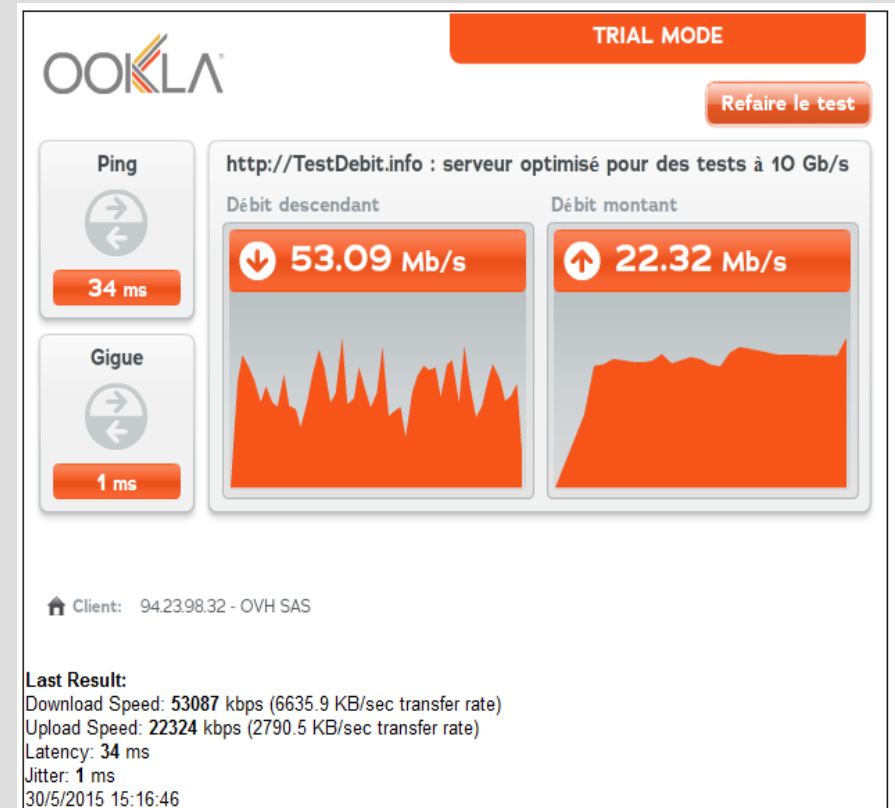 OOKLA
TRIAL MODE
Refaire le test
Ping
34 ms
Gigue
1 ms
http://TestDebit.info : serveur optimisé pour des tests à 10 Gb/s
Débit descendant
53.09 Mb/s
Débit montant
22.32 Mb/s
Client: 94.23.98.32 - OVH SAS
Last Result:
Download Speed: 53087 kbps (6635.9 KB/sec transfer rate)
Upload Speed: 22324 kbps (2790.5 KB/sec transfer rate)
Latency: 34 ms
Jitter: 1 ms
30/5/2015 15:16:46